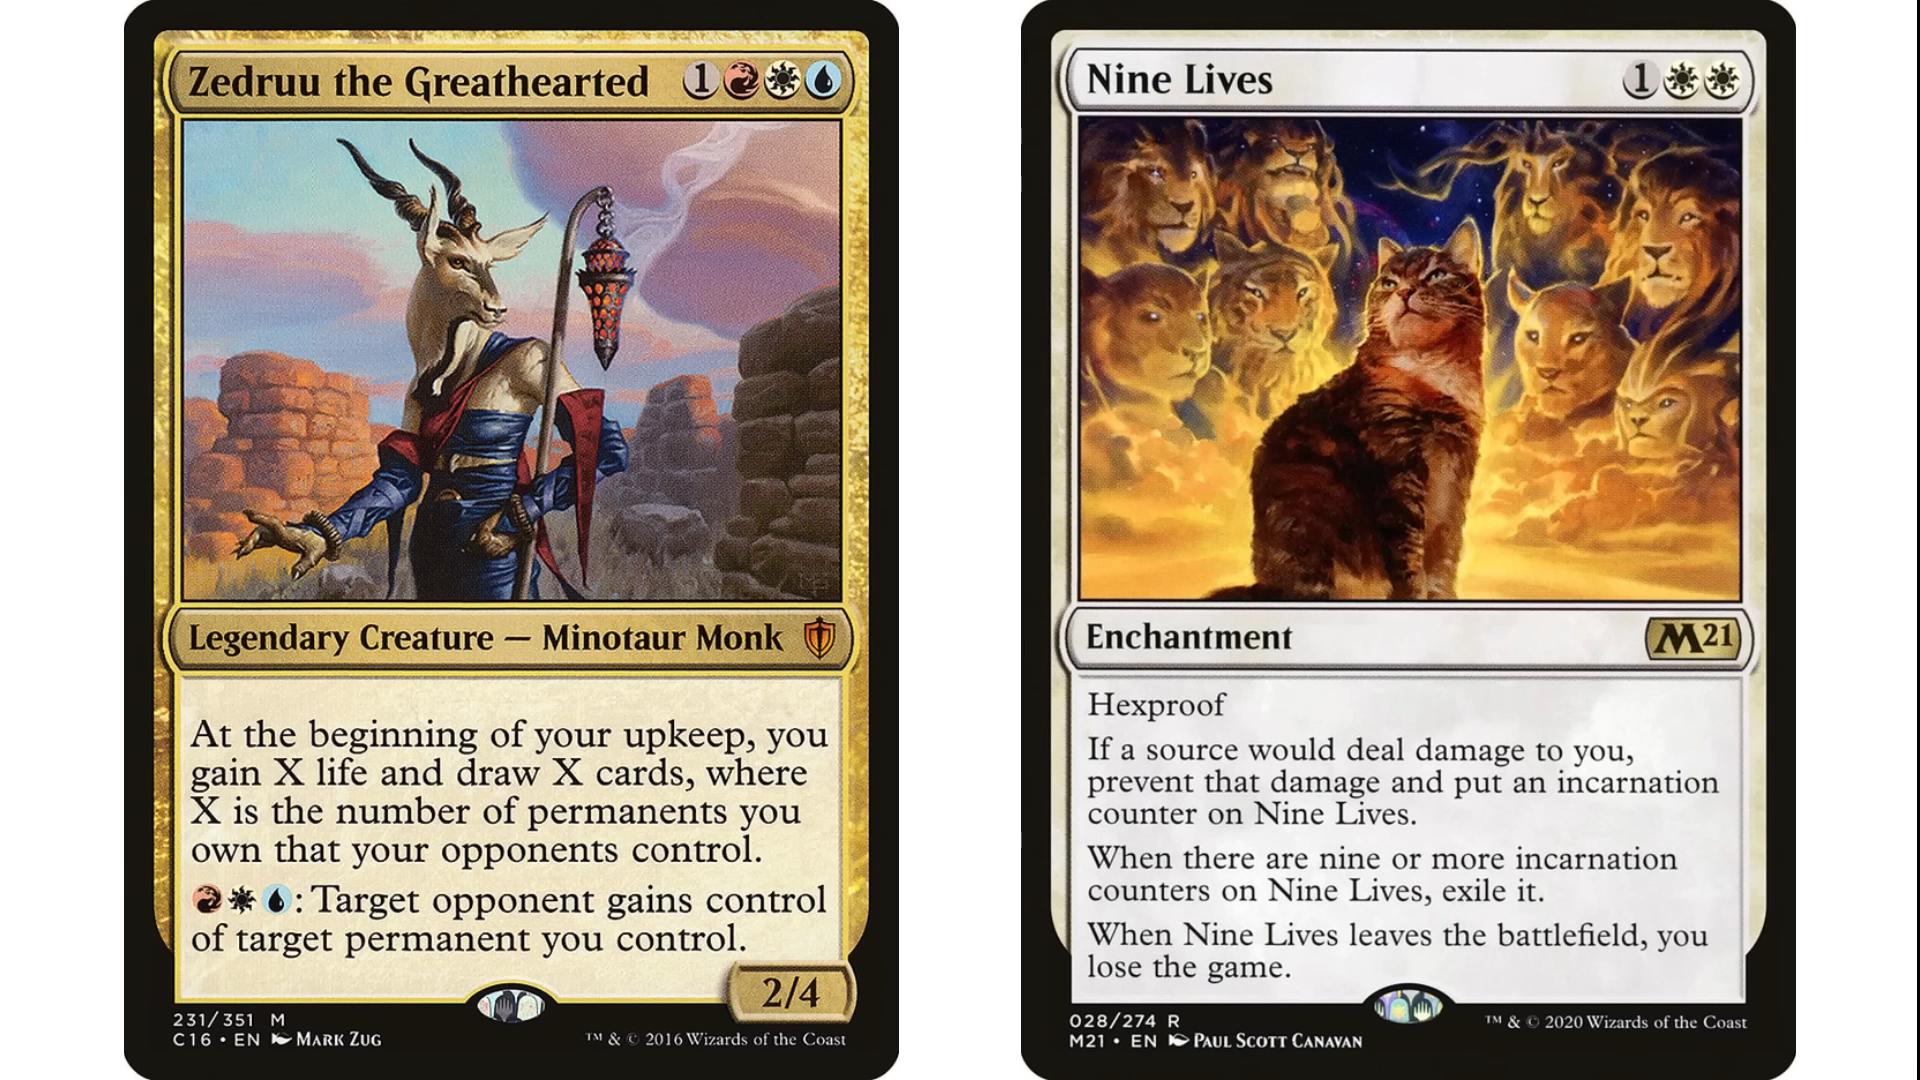 Zedruu the Greathearted 1
Legendary Creature — Minotaur Monk
At the beginning of your upkeep, you
gain X life and draw X cards, where
X is the number of permanents you
own that your opponents control.
: Target opponent gains control
of target permanent you control.
2/4
231/351 M
C16 • EN MARK ZUG
™ & © 2016 Wizards of the Coast
Nine Lives 1
Enchantment M21
Hexproof
If a source would deal damage to you,
prevent that damage and put an incarnation
counter on Nine Lives.
When there are nine or more incarnation
counters on Nine Lives, exile it.
When Nine Lives leaves the battlefield, you
lose the game.
028/274 R
M21 • EN PAUL SCOTT CANAVAN
™ & © 2020 Wizards of the Coast